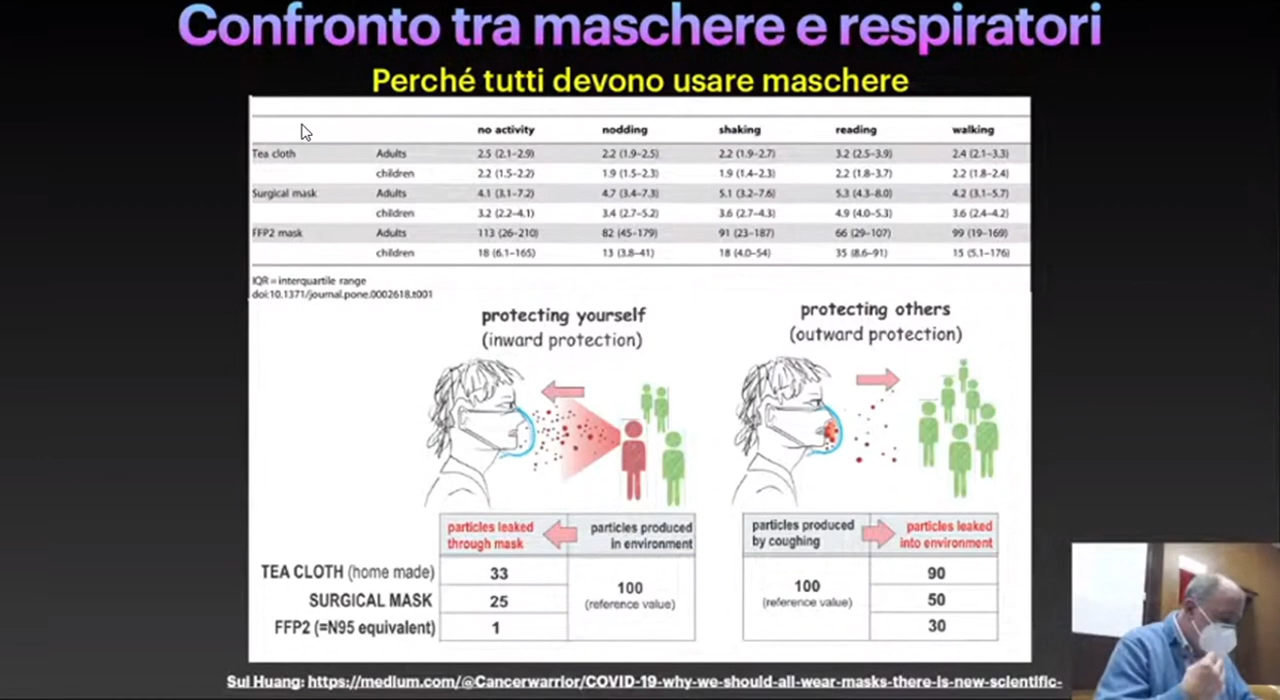 Confronto tra maschere e respiratori
Perché tutti devono usare maschere
no activity nodding shaking reading walking
Tea cloth Adults 2.5 (2.1–2.9) 2.2 (1.9–2.5) 2.2 (1.9–2.7) 3.2 (2.5–3.9) 2.4 (2.1–3.3)
children 2.2 (1.5–2.2) 1.9 (1.5–2.3) 1.9 (1.4–2.3) 2.2 (1.8–3.7) 2.2 (1.8–2.4)
Surgical mask Adults 4.1 (3.1–7.2) 4.7 (3.4–7.3) 5.1 (3.2–7.6) 5.3 (4.3–8.0) 4.2 (3.1–5.7)
children 3.2 (2.2–4.1) 3.4 (2.7–5.2) 3.6 (2.7–4.3) 4.9 (4.0–5.3) 3.6 (2.4–4.2)
FFP2 mask Adults 113 (26–210) 82 (45–179) 91 (23–187) 66 (29–107) 99 (19–169)
children 18 (6.1–165) 13 (3.8–41) 18 (4.0–54) 35 (8.6–91) 15 (5.1–176)
IQR = interquartile range
doi:10.1371/journal.pone.0002618.t001
protecting yourself
(inward protection)
protecting others
(outward protection)
particles leaked particles produced
through mask in environment
particles produced particles leaked
by coughing into environment
TEA CLOTH (home made) 33
SURGICAL MASK 25
FFP2 (=N95 equivalent) 1
100
(reference value)
100
(reference value)
90
50
30
Sui Huang: https://medium.com/@Cancerwarrior/COVID-19-why-we-should-all-wear-masks-there-is-new-scientific-